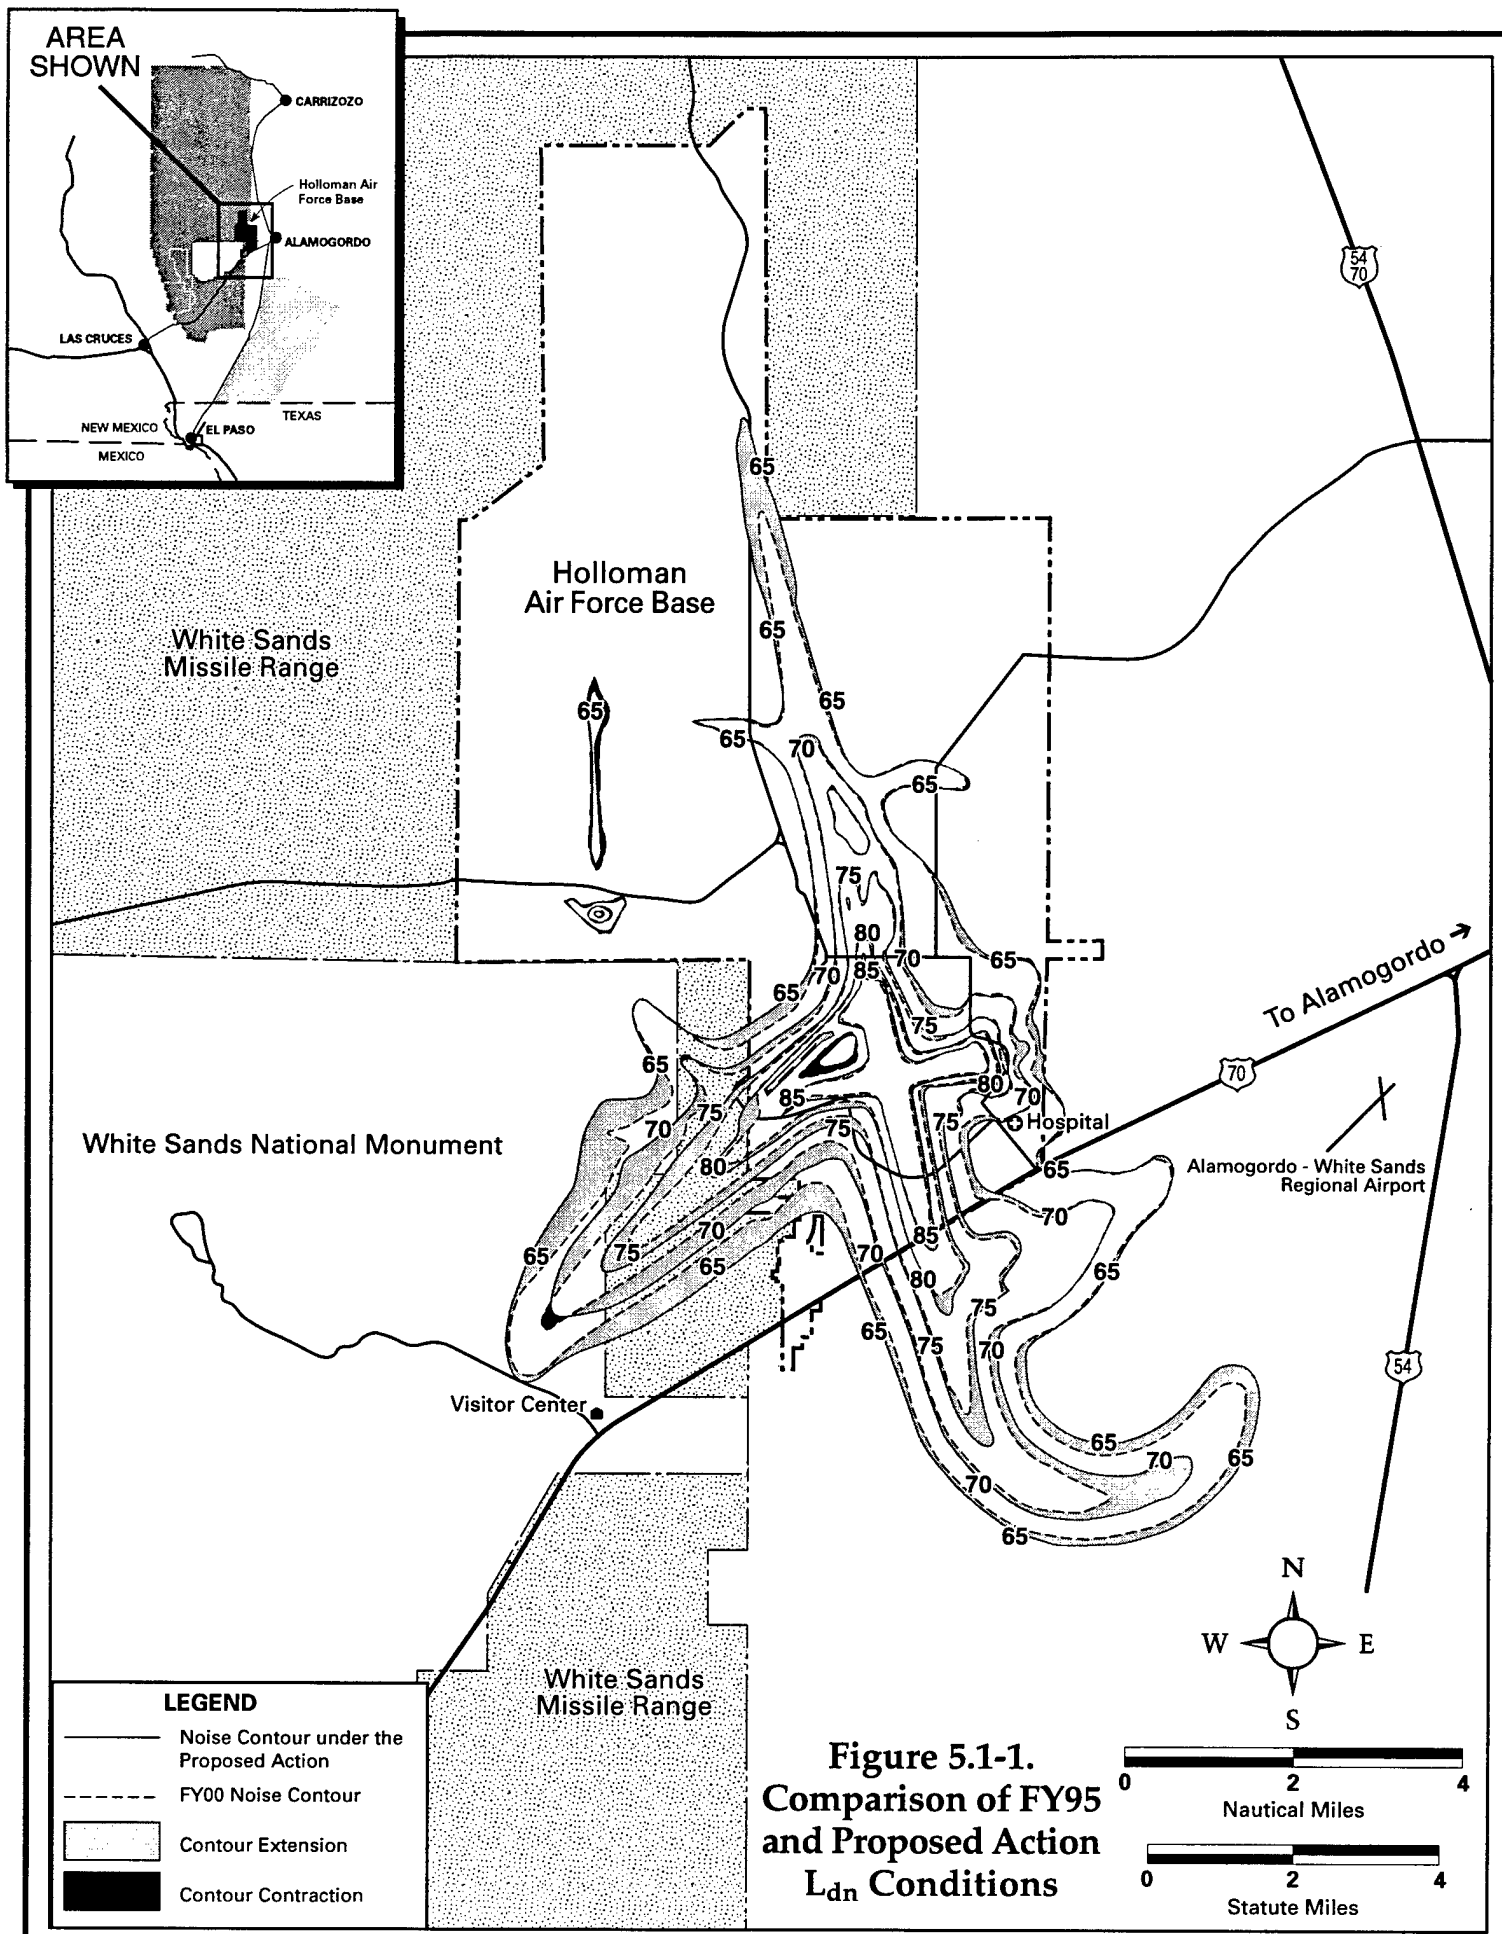 AREA
SHOWN
CARRIZOZO
Holloman Air
Force Base
ALAMOGORDO
LAS CRUCES
TEXAS
NEW MEXICO
EL PASO
MEXICO
54
70
65
Holloman
Air Force Base
65
White Sands
Missile Range
65
65
65
70
65
75
80
70
65
70
85
65
To Alamogordo
75
65
80
70
70
85
75
75
Hospital
70
75
White Sands National Monument
80
65
Alamogordo - White Sands
Regional Airport
70
70
85
75
70
65
65
65
80
75
65
75
70
54
Visitor Center
65
70
65
70
65
N
W
E
S
White Sands
Missile Range
LEGEND
Noise Contour under the
Proposed Action
FY00 Noise Contour
Contour Extension
Contour Contraction
Figure 5.1-1.
Comparison of FY95
and Proposed Action
Ldn Conditions
0 2 4
Nautical Miles
0 2 4
Statute Miles